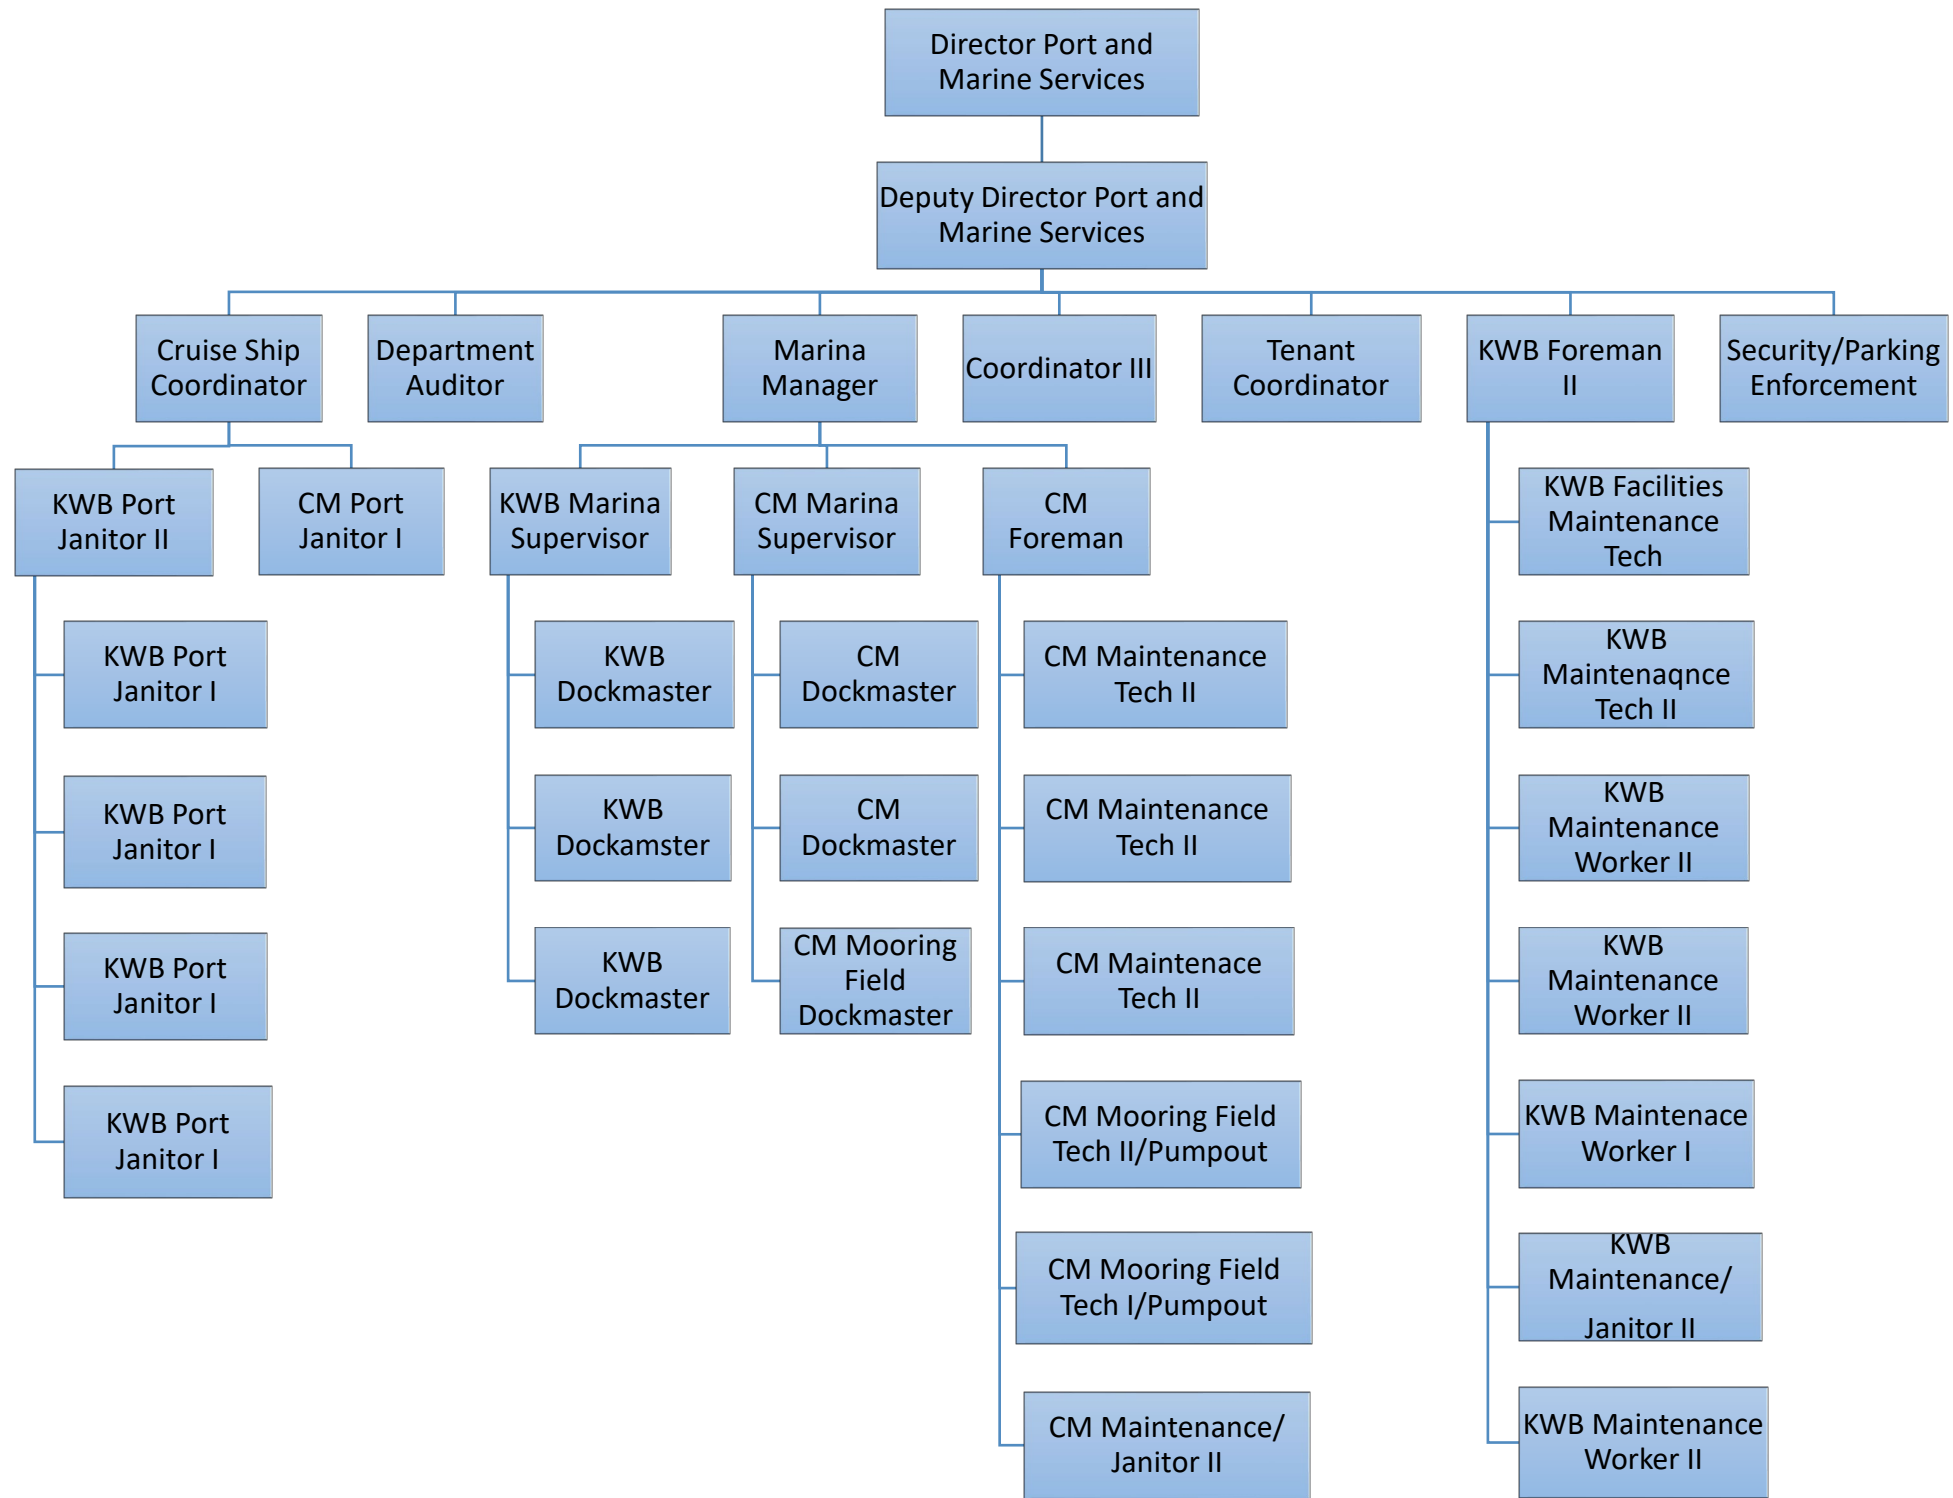 Director Port and
Marine Services
Deputy Director Port and
Marine Services
Cruise Ship
Coordinator
Department
Auditor
Marina
Manager
Coordinator III
Tenant
Coordinator
KWB Foreman
II
Security/Parking
Enforcement
KWB Port
Janitor II
CM Port
Janitor I
KWB Marina
Supervisor
CM Marina
Supervisor
CM
Foreman
KWB Facilities
Maintenance
Tech
KWB Port
Janitor I
KWB
Dockmaster
CM
Dockmaster
CM Maintenance
Tech II
KWB
Maintenaqnce
Tech II
KWB Port
Janitor I
KWB
Dockamster
CM
Dockmaster
CM Maintenance
Tech II
KWB
Maintenance
Worker II
KWB Port
Janitor I
KWB
Dockmaster
CM Mooring
Field
Dockmaster
CM Maintenace
Tech II
KWB
Maintenance
Worker II
KWB Port
Janitor I
CM Mooring Field
Tech II/Pumpout
KWB Maintenace
Worker I
CM Mooring Field
Tech I/Pumpout
KWB
Maintenance/
Janitor II
CM Maintenance/
Janitor II
KWB Maintenance
Worker II